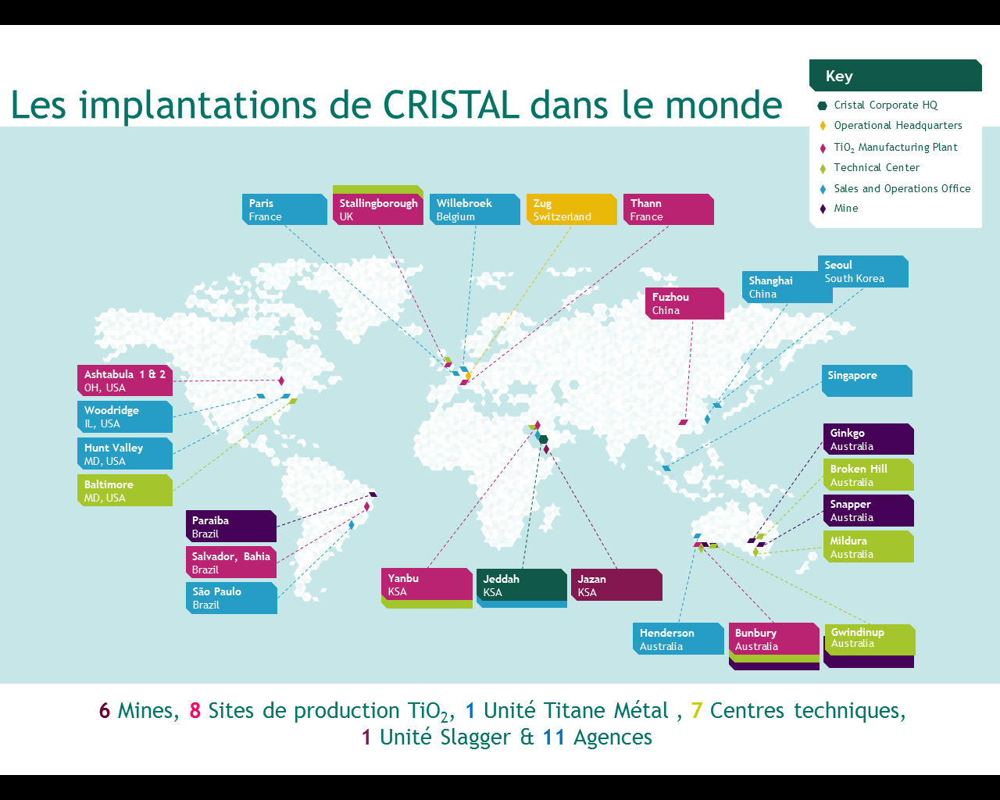 Les implantations de CRISTAL dans le monde
Key
Cristal Corporate HQ
Operational Headquarters
TiO2 Manufacturing Plant
Technical Center
Sales and Operations Office
Mine
Paris
France
Stallingborough
UK
Willebroek
Belgium
Zug
Switzerland
Thann
France
Seoul
South Korea
Shanghai
China
Fuzhou
China
Singapore
Ashtabula 1 & 2
OH, USA
Woodridge
IL, USA
Hunt Valley
MD, USA
Baltimore
MD, USA
Ginkgo
Australia
Broken Hill
Australia
Snapper
Australia
Mildura
Australia
Paraiba
Brazil
Salvador, Bahia
Brazil
São Paulo
Brazil
Yanbu
KSA
Jeddah
KSA
Jazan
KSA
Henderson
Australia
Bunbury
Australia
Gwindinup
Australia
6 Mines, 8 Sites de production TiO2, 1 Unité Titane Métal , 7 Centres techniques,
1 Unité Slagger & 11 Agences